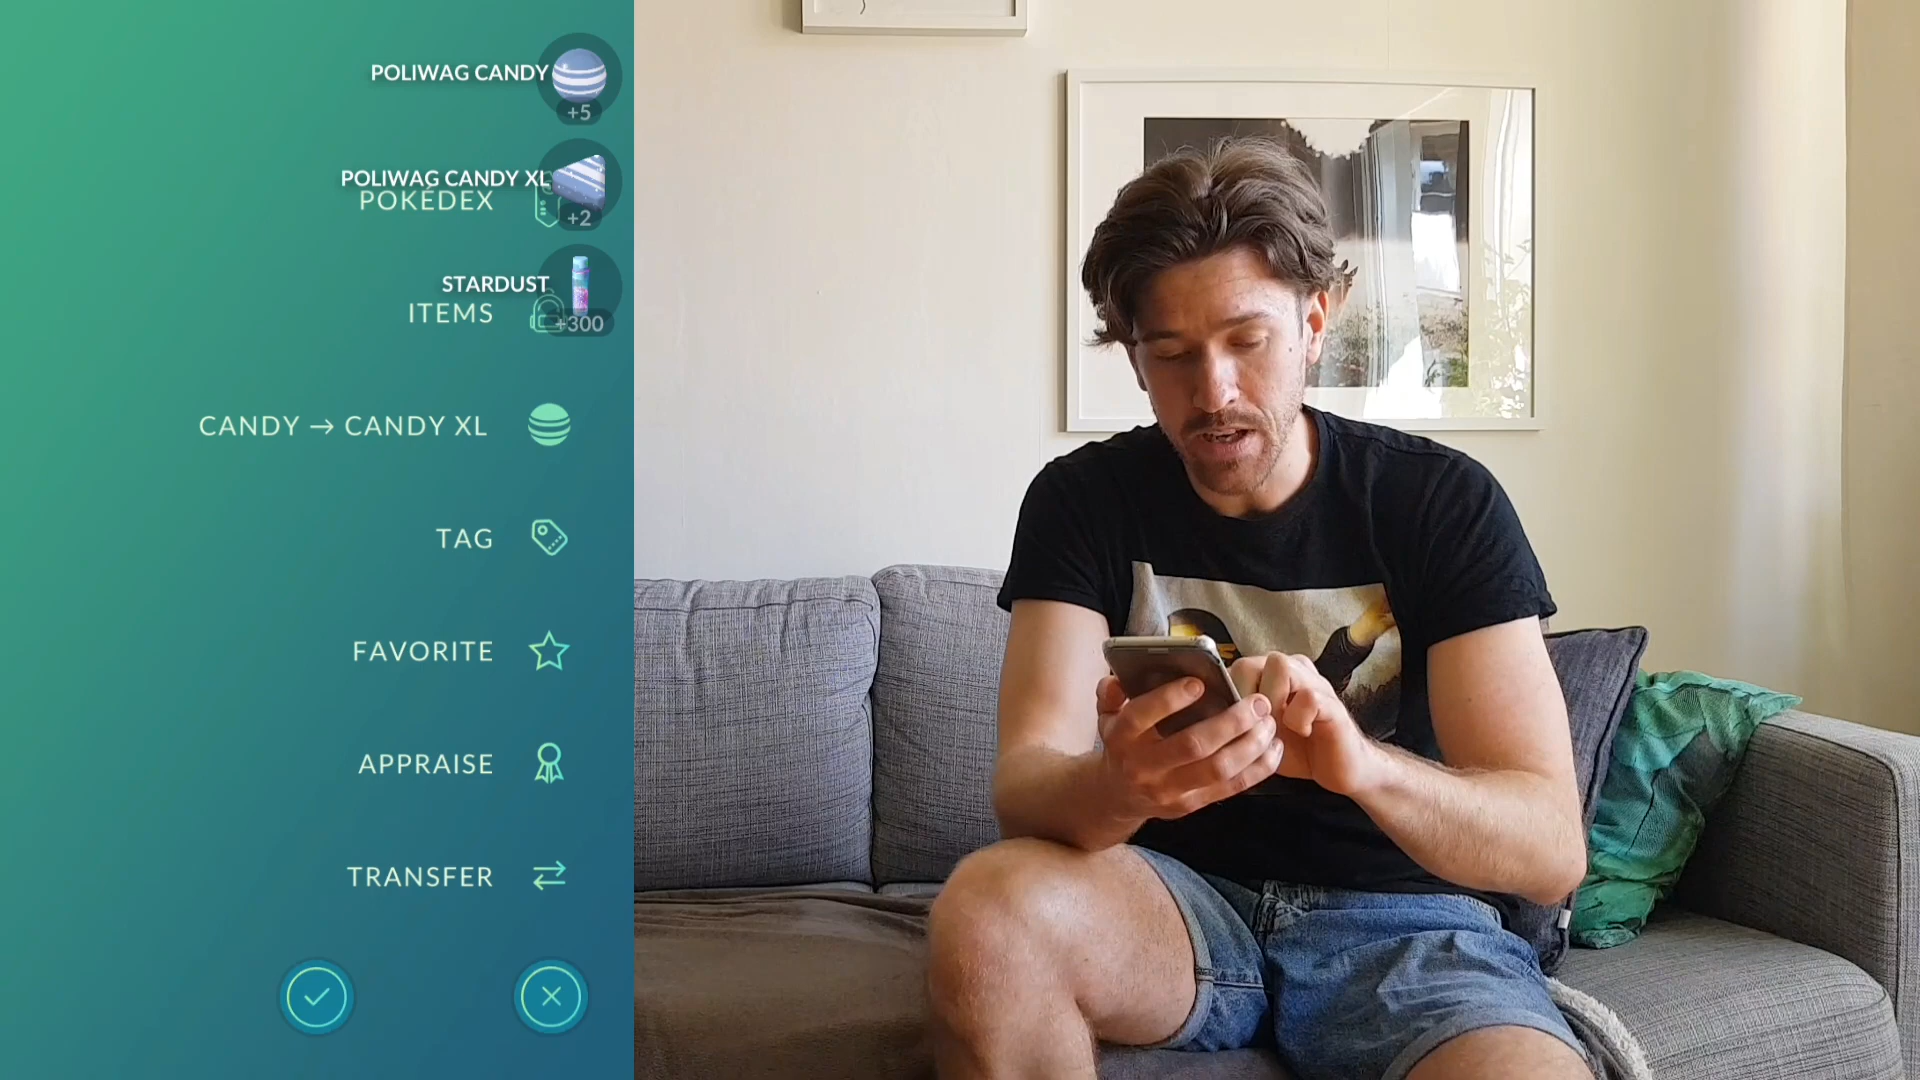 POLIWAG CANDY
+5
POLIWAG CANDY XL
+2
POKÉDEX
STARDUST
+300
ITEMS
CANDY → CANDY XL
TAG
FAVORITE
APPRAISE
TRANSFER